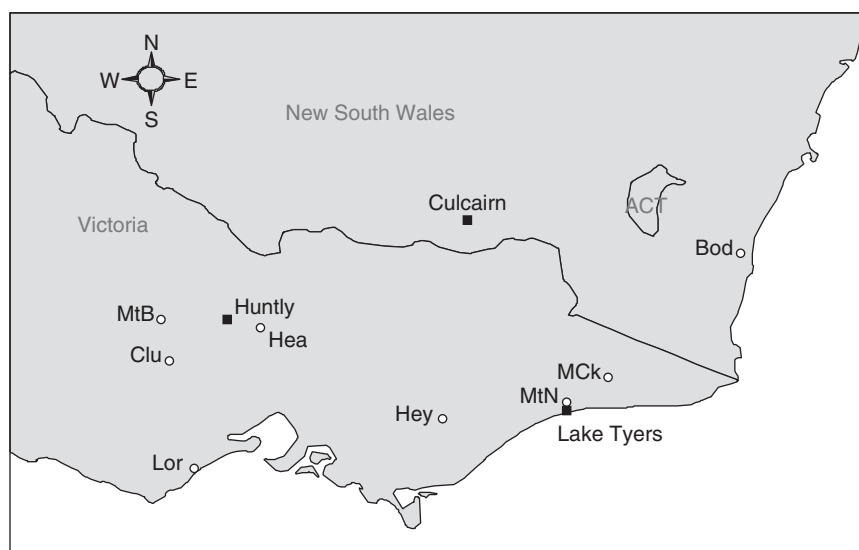 N
W E
S
New South Wales
Culcairn
ACT
Victoria
Bod
MtB
Huntly
Hea
Clu
MCk
MtN
Hey
Lake Tyers
Lor